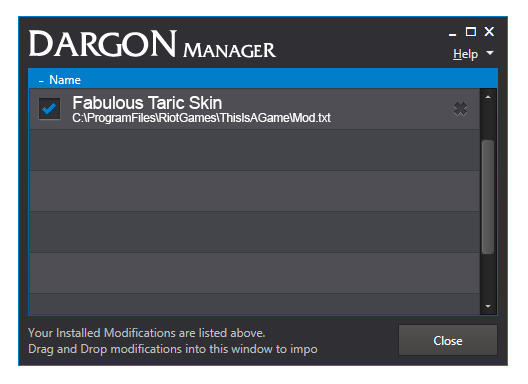 DARGON MANAGER
Help
- Name
Fabulous Taric Skin
C:\ProgramFiles\RiotGames\ThisIsAGame\Mod.txt
Your Installed Modifications are listed above.
Drag and Drop modifications into this window to impo
Close